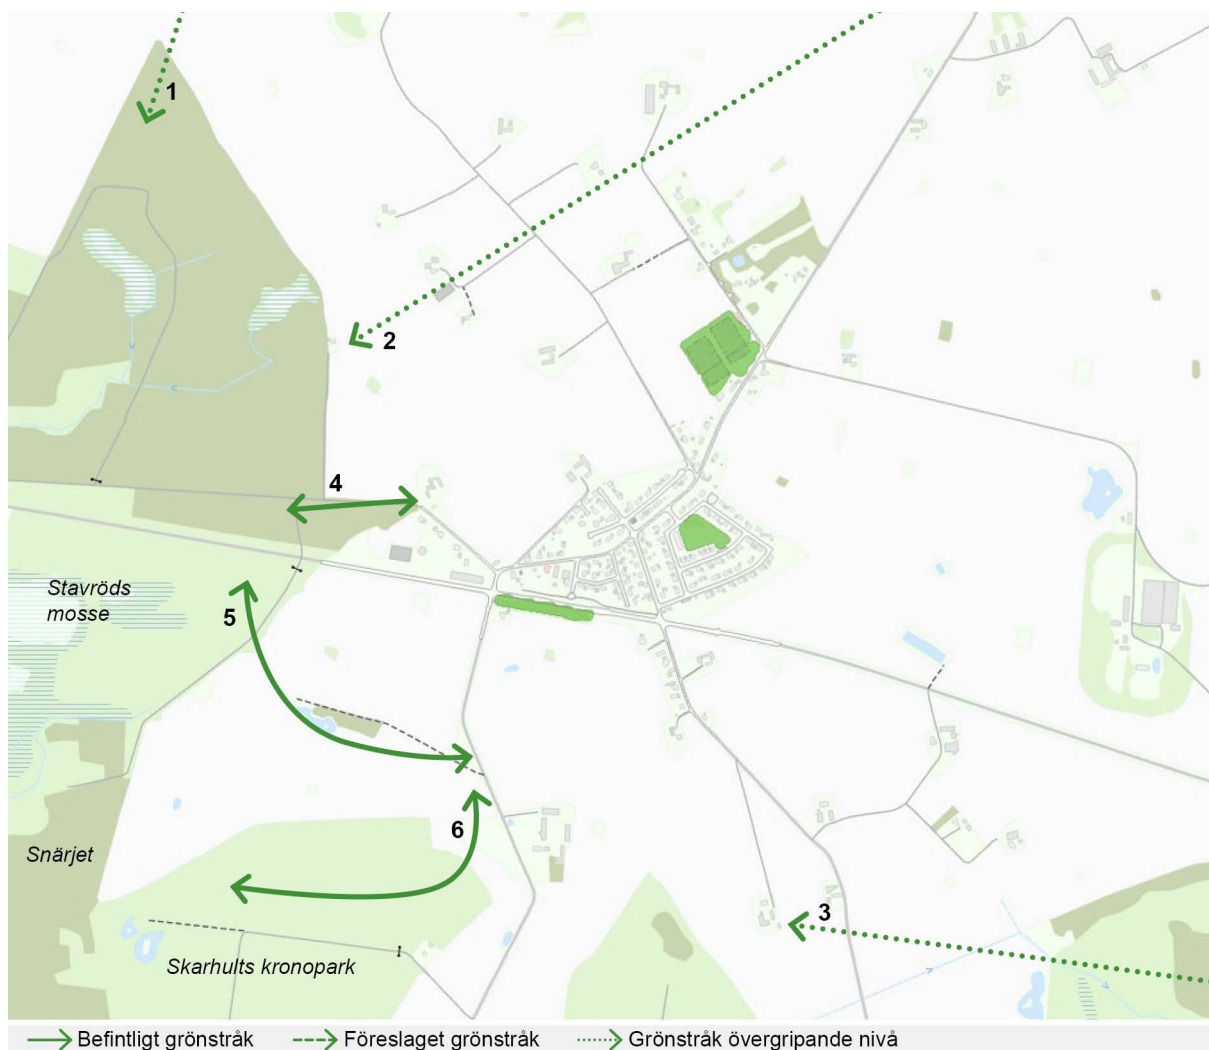 1
2
4
Stavröds
mosse
5
6
Snärjet
3
Skarhults kronopark
Befintligt grönstråk Föreslaget grönstråk Grönstråk övergripande nivå